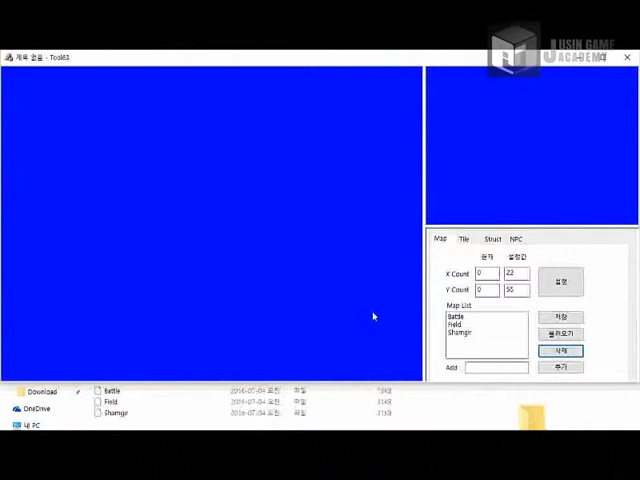 JUSIN GAME
ACADEMY
제목 없음 - Tool63
Map Tile Struct NPC
현재 설정값
X Count 0 22
설정
Y Count 0 55
Map List
Battle
Field
Shamgir
저장
불러오기
삭제
Add 추가
Download
Battle 2016-07-04 오전 파일
Field 2016-07-04 오전 파일 31KB
OneDrive
Shamgir 2016-07-04 오전 파일 31KB
내 PC